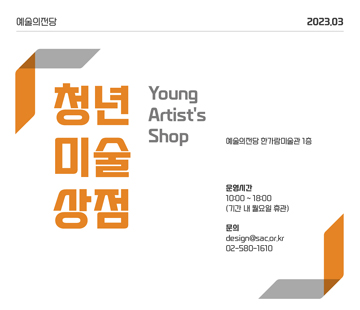 예술의전당
2023.03
청년
미술
상점
Young
Artist's
Shop
예술의전당 한가람미술관 1층
운영시간
10:00 ~ 18:00
(기간 내 월요일 휴관)
문의
design@sac.or.kr
02-580-1610